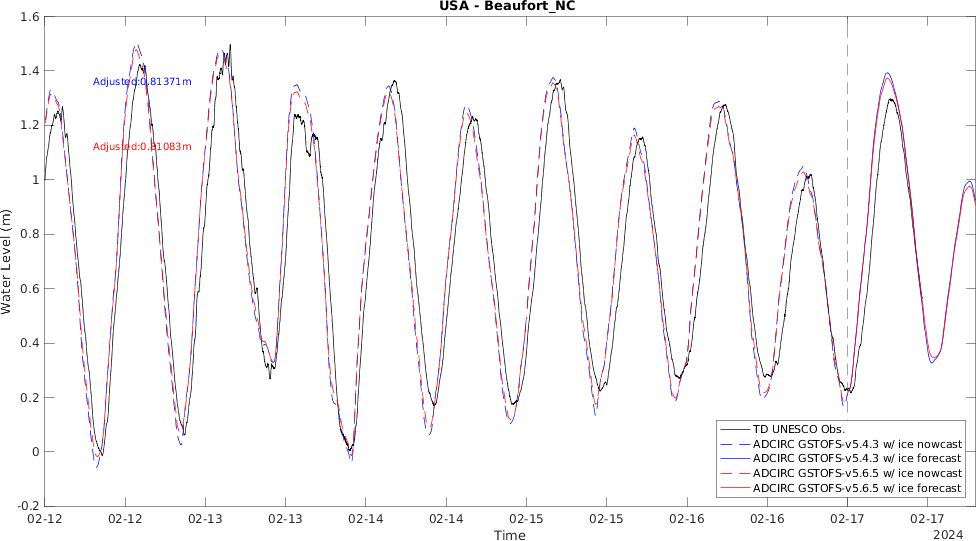 USA - Beaufort_NC
1.6
1.4
1.2
1
0.8
0.6
0.4
0.2
0
-0.2
Water Level (m)
Adjusted:0.81371m
Adjusted:0.81083m
TD UNESCO Obs.
ADCIRC GSTOFS-v5.4.3 w/ ice nowcast
ADCIRC GSTOFS-v5.4.3 w/ ice forecast
ADCIRC GSTOFS-v5.6.5 w/ ice nowcast
ADCIRC GSTOFS-v5.6.5 w/ ice forecast
02-12 02-12 02-13 02-13 02-14 02-14 02-15 02-15 02-16 02-16 02-17 02-17
Time
2024